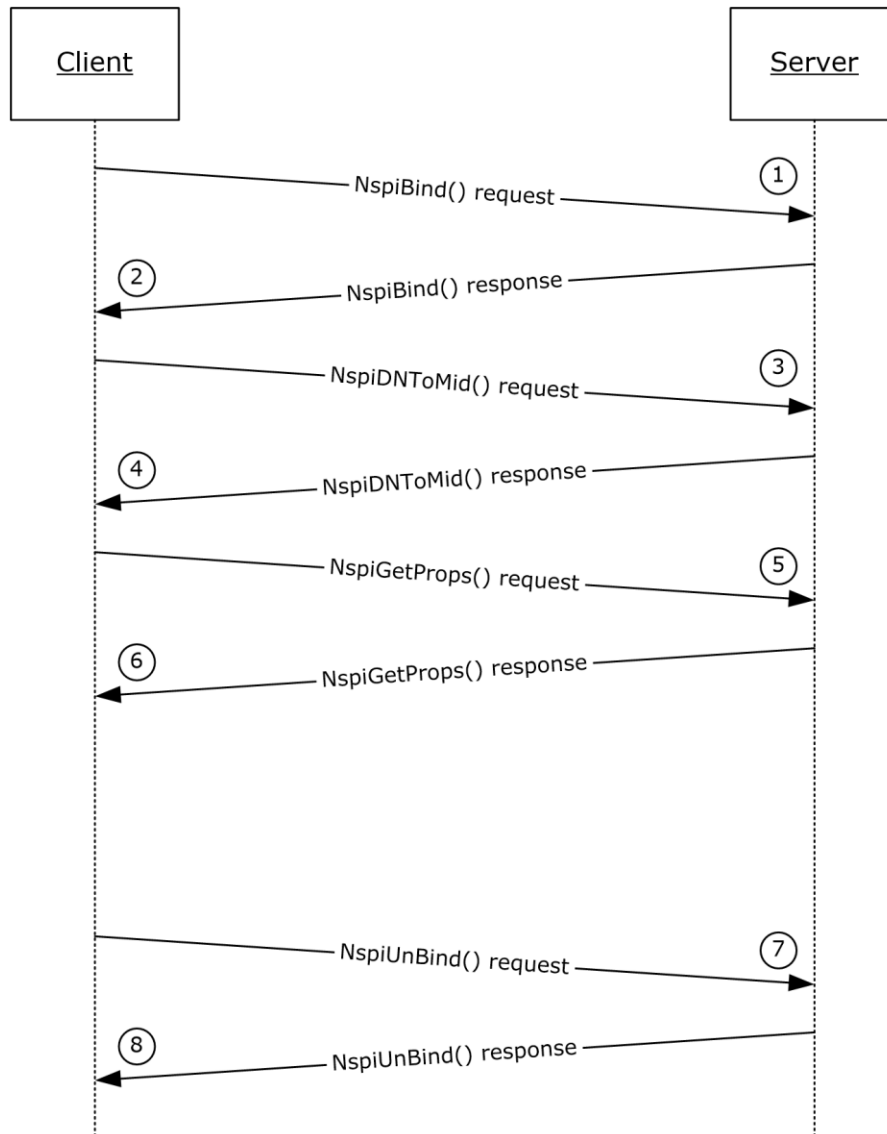 Client
Server
NspiBind() request
1
2
NspiBind() response
NspiDNToMid() request
3
4
NspiDNToMid() response
NspiGetProps() request
5
6
NspiGetProps() response
NspiUnBind() request
7
8
NspiUnBind() response